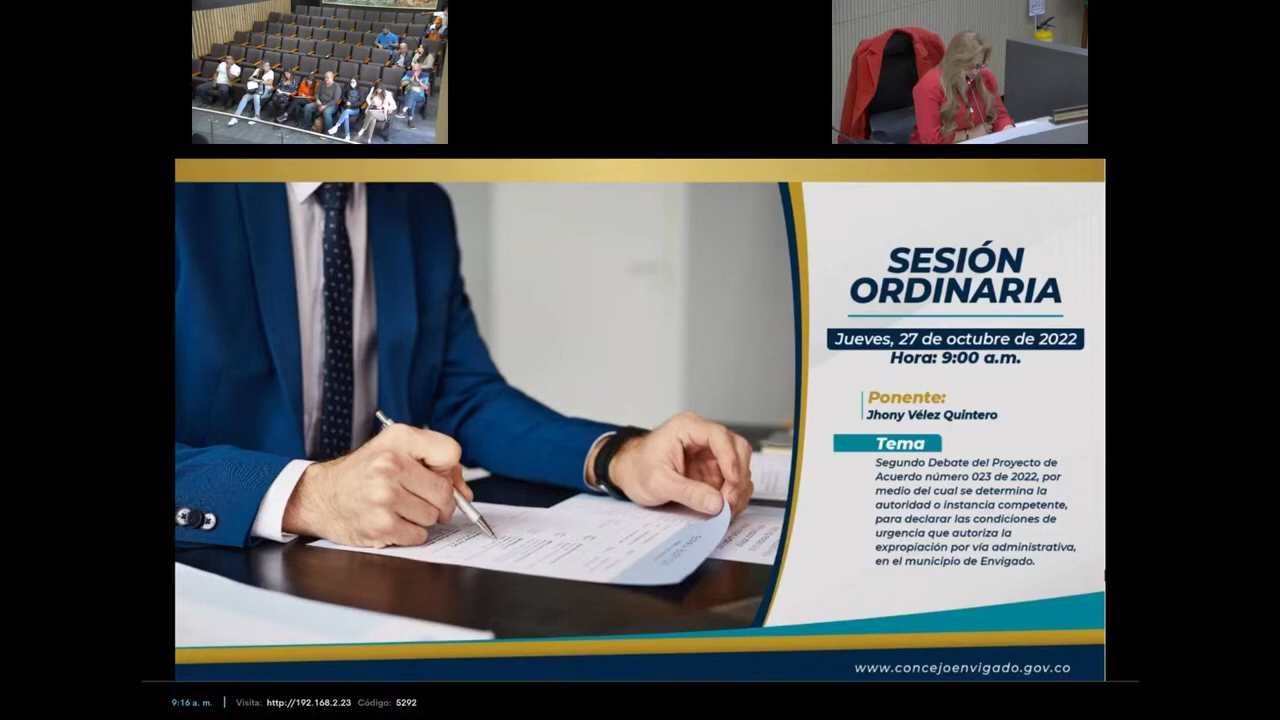 SESIÓN
ORDINARIA
Jueves, 27 de octubre de 2022
Hora: 9:00 a.m.
Ponente:
Jhony Vélez Quintero
Tema
Segundo Debate del Proyecto de
Acuerdo número 023 de 2022, por
medio del cual se determina la
autoridad o instancia competente,
para declarar las condiciones de
urgencia que autoriza la
expropiación por vía administrativa,
en el municipio de Envigado.
www.concejoenvigado.gov.co
9:16 a. m. | Visita: http://192.168.2.23 Código: 5292